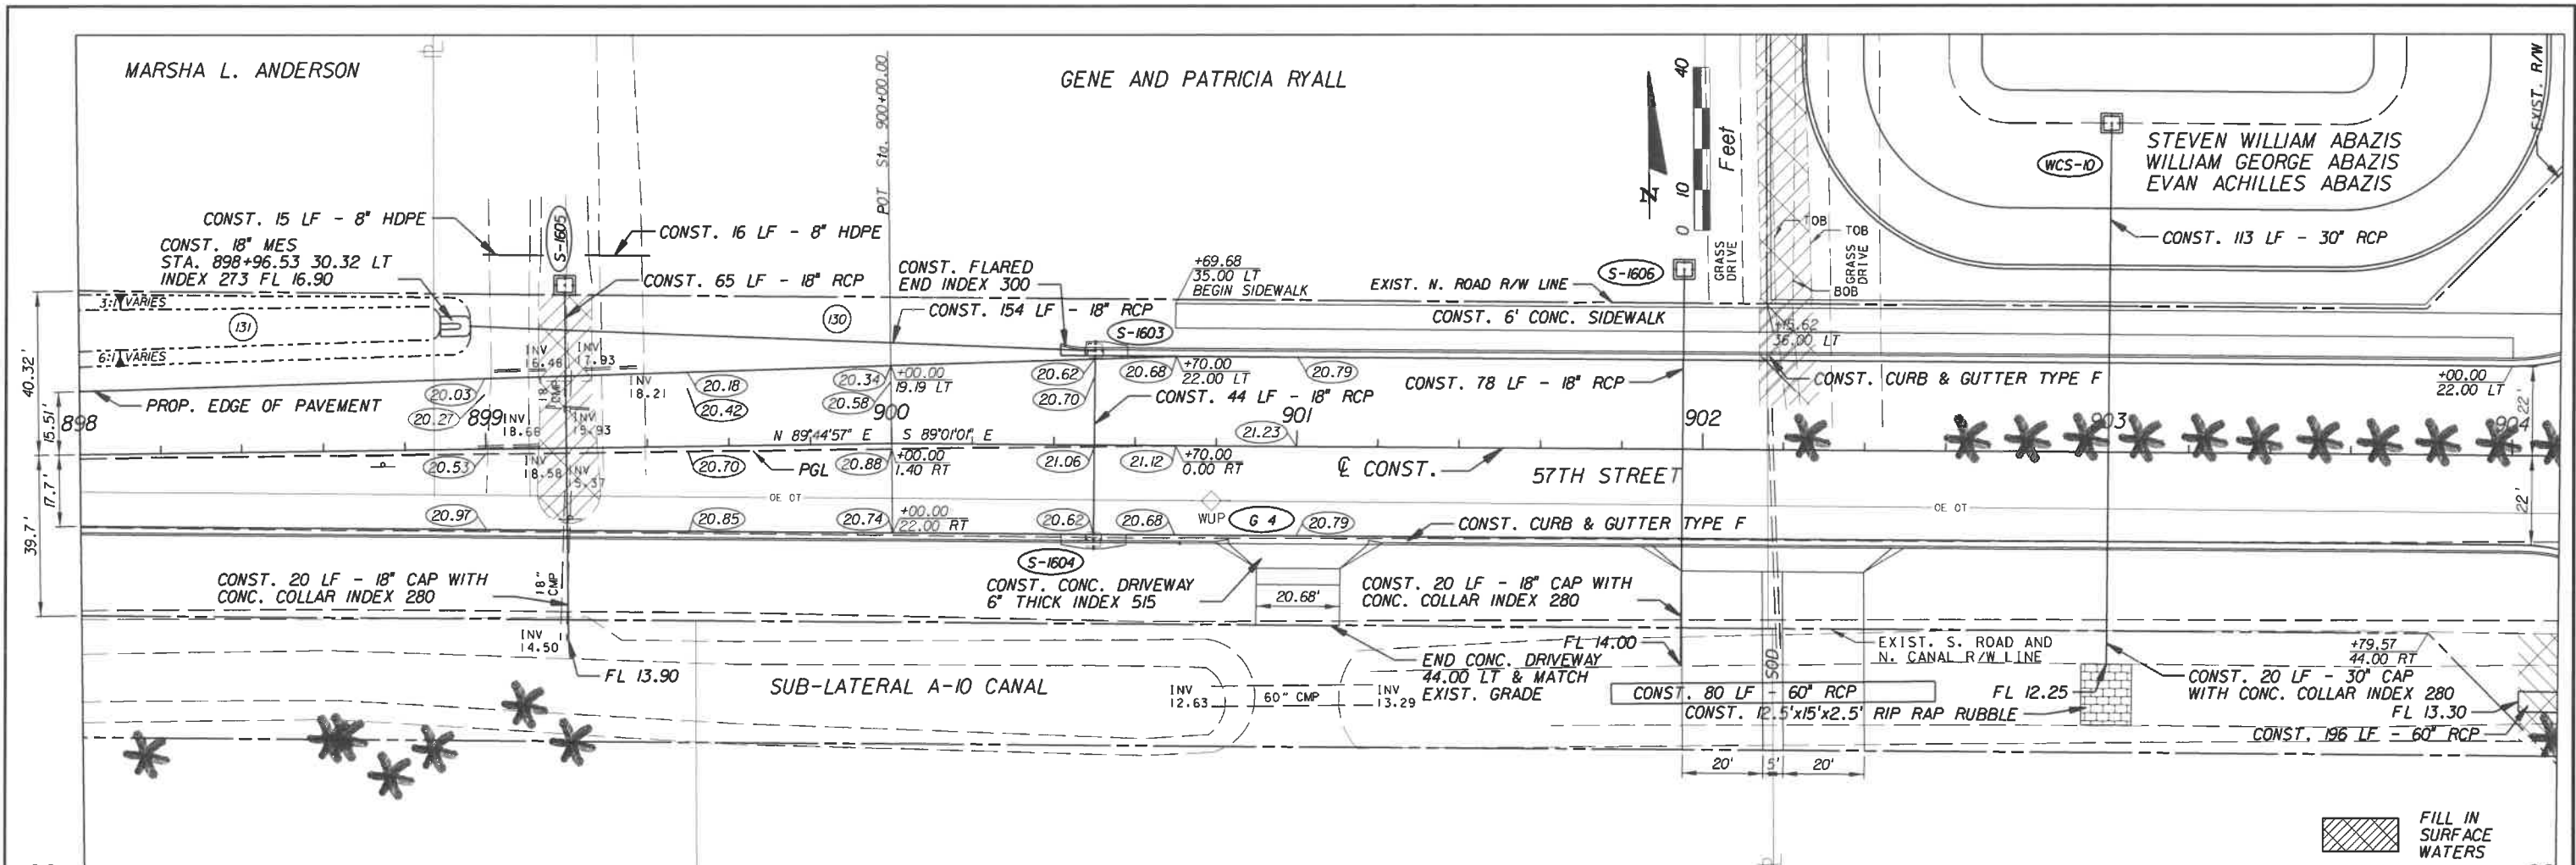 MARSHA L. ANDERSON
GENE AND PATRICIA RYALL
POT Sta. 900+00.00
40
10
0
Feet
N
EXIST. R/W
STEVEN WILLIAM ABAZIS
WILLIAM GEORGE ABAZIS
EVAN ACHILLES ABAZIS
WCS-10
CONST. 113 LF - 30" RCP
CONST. 15 LF - 8" HDPE
S-1605
CONST. 16 LF - 8" HDPE
CONST. 18" MES
STA. 898+96.53 30.32 LT
INDEX 273 FL 16.90
CONST. 65 LF - 18" RCP
CONST. FLARED
END INDEX 300
CONST. 154 LF - 18" RCP
+69.68
35.00 LT
BEGIN SIDEWALK
EXIST. N. ROAD R/W LINE
S-1606
GRASS
DRIVE
TOB
TOB
GRASS
DRIVE
BOB
3:1 VARIES
131
130
S-1603
CONST. 6' CONC. SIDEWALK
+15.62
36.00 LT
6:1 VARIES
40.32'
INV
16.48
INV
17.93
INV
18.21
18"
CMP
20.03
20.18
20.34
+00.00
19.19 LT
20.62
20.68
+70.00
22.00 LT
20.79
CONST. 78 LF - 18" RCP
CONST. CURB & GUTTER TYPE F
+00.00
22.00 LT
22'
PROP. EDGE OF PAVEMENT
20.27
20.42
20.58
20.70
CONST. 44 LF - 18" RCP
15.51'
898
899
900
901
902
903
904
INV
18.66
INV
15.93
N 89°44'57" E
S 89°01'01" E
21.23
20.53
INV
18.58
INV
20.70
PGL
20.88
+00.00
1.40 RT
21.06
21.12
+70.00
0.00 RT
℄ CONST.
57TH STREET
17.7'
39.7'
OE OT
OE OT
22'
20.97
20.85
20.74
+00.00
22.00 RT
20.62
20.68
WUP
G 4
20.79
CONST. CURB & GUTTER TYPE F
S-1604
CONST. 20 LF - 18" CAP WITH
CONC. COLLAR INDEX 280
18"
CMP
CONST. CONC. DRIVEWAY
6" THICK INDEX 515
20.68'
CONST. 20 LF - 18" CAP WITH
CONC. COLLAR INDEX 280
INV
14.50
FL 13.90
SUB-LATERAL A-10 CANAL
INV
12.63
60" CMP
INV
13.29
FL 14.00
END CONC. DRIVEWAY
44.00 LT & MATCH
EXIST. GRADE
SOD
EXIST. S. ROAD AND
N. CANAL R/W LINE
+79.57
44.00 RT
CONST. 80 LF - 60" RCP
FL 12.25
CONST. 20 LF - 30" CAP
WITH CONC. COLLAR INDEX 280
CONST. 12.5'x15'x2.5' RIP RAP RUBBLE
FL 13.30
CONST. 196 LF - 60" RCP
20'
5'
20'
FILL IN
SURFACE
WATERS